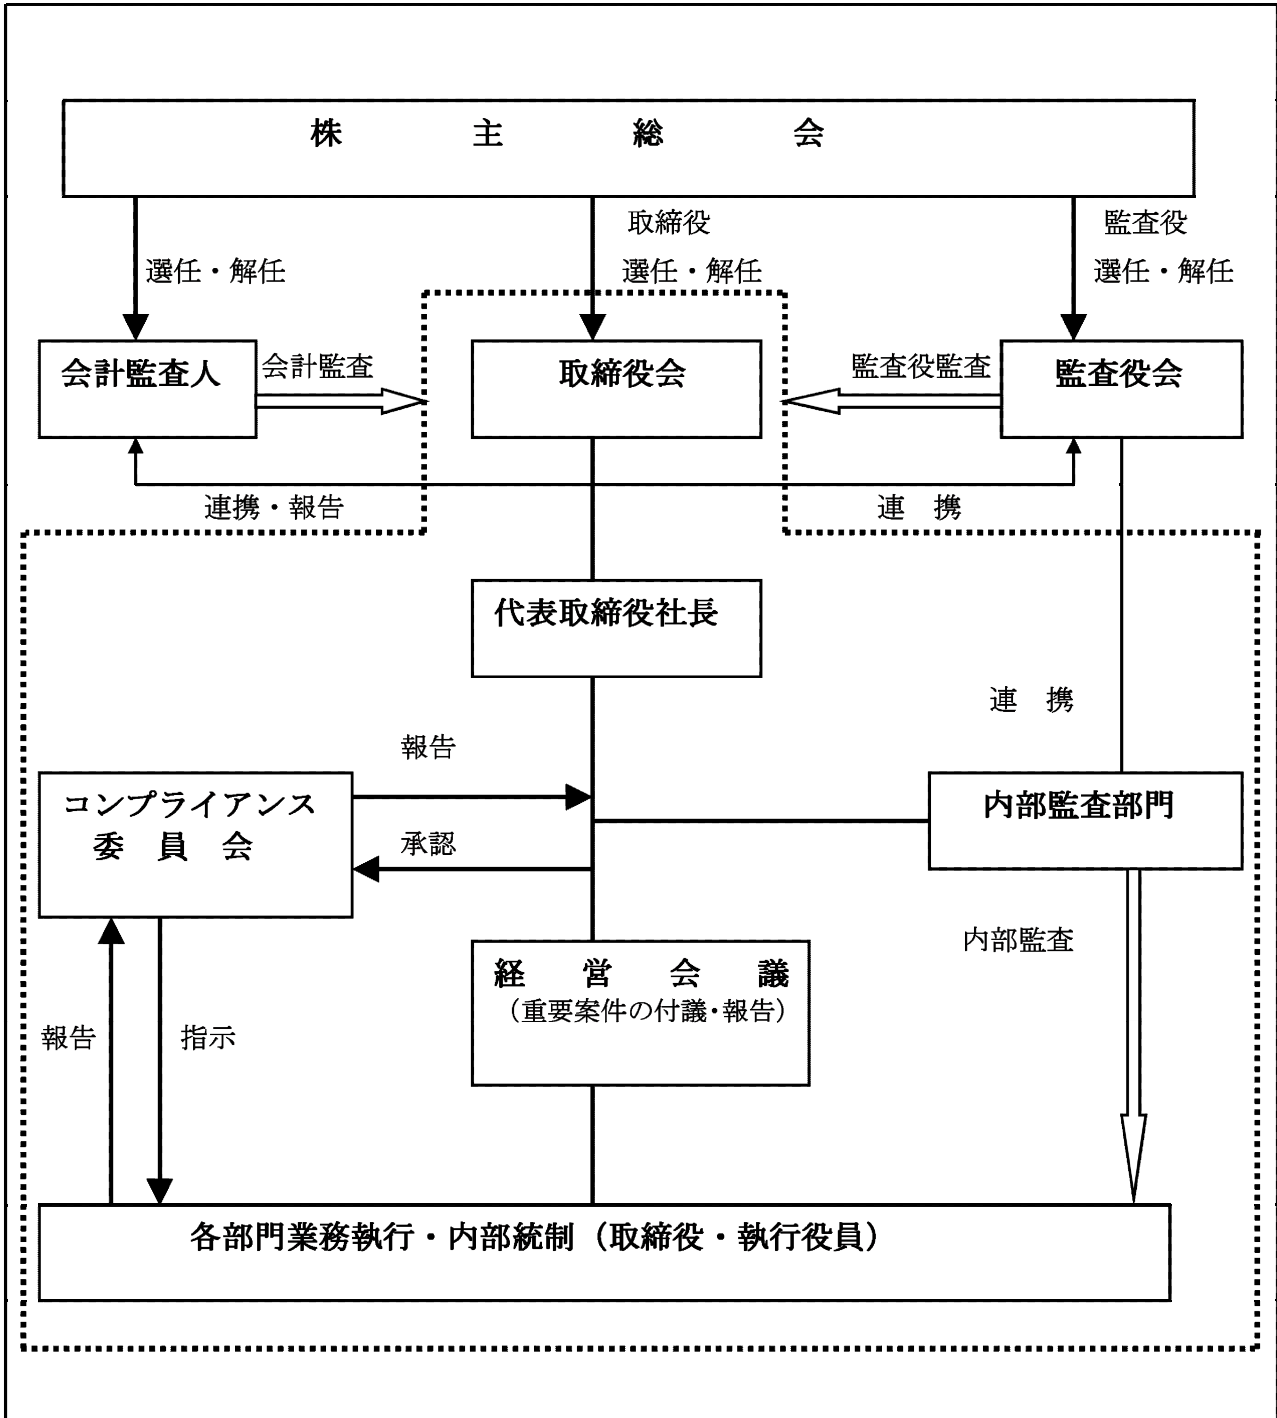 株　主　総　会
取締役
監査役
選任・解任
選任・解任
選任・解任
会計監査人
会計監査
取締役会
監査役監査
監査役会
連携・報告
連　携
代表取締役社長
連　携
報告
コンプライアンス
委　員　会
承認
内部監査部門
内部監査
経　営　会　議
（重要案件の付議・報告）
報告
指示
各部門業務執行・内部統制（取締役・執行役員）